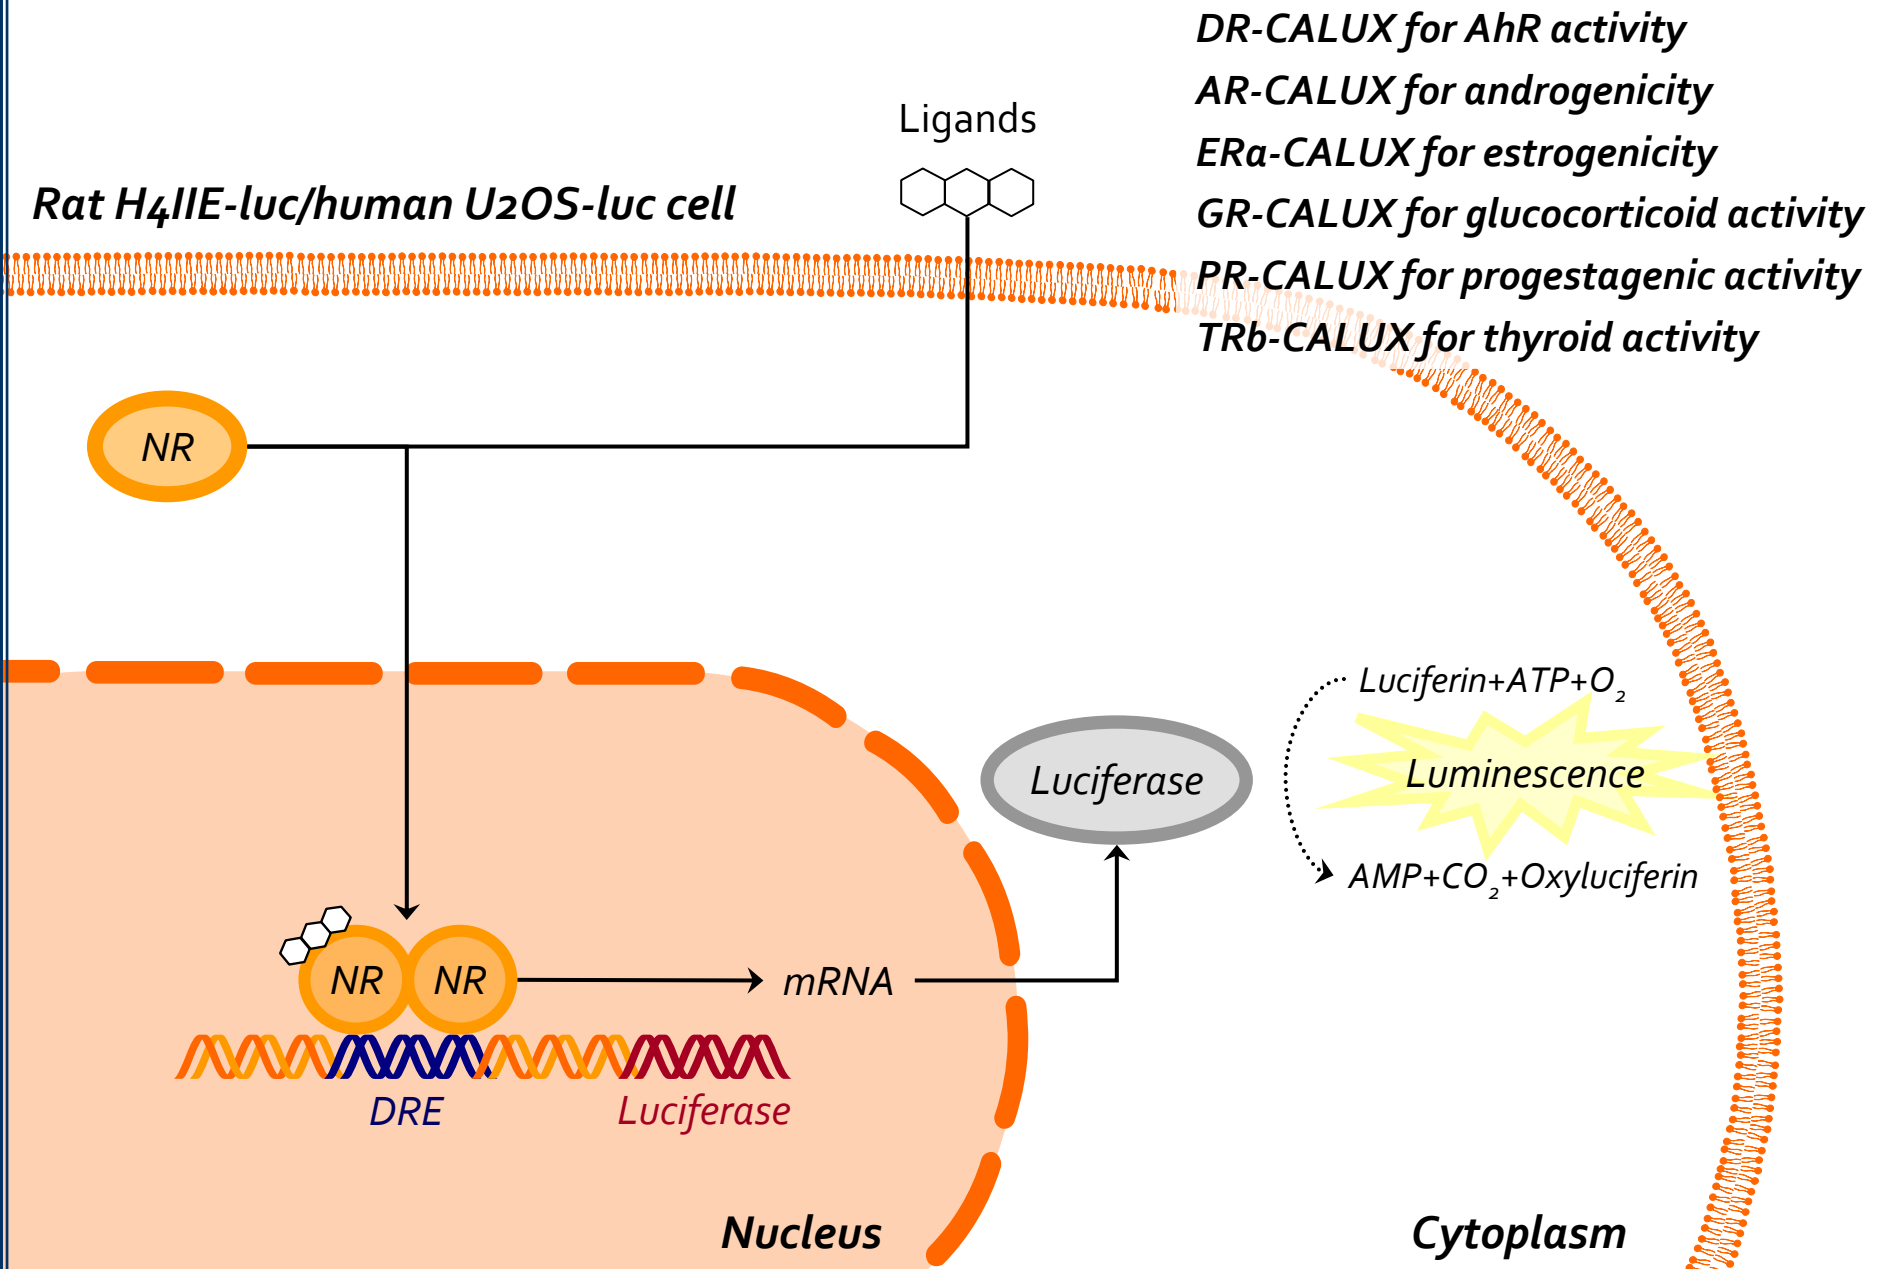 DR-CALUX for AhR activity
AR-CALUX for androgenicity
ERa-CALUX for estrogenicity
GR-CALUX for glucocorticoid activity
PR-CALUX for progestagenic activity
TRb-CALUX for thyroid activity
Ligands
Rat H4IIE-luc/human U2OS-luc cell
NR
Luciferin+ATP+O₂
Luciferase
Luminescence
AMP+CO₂+Oxyluciferin
NR NR
mRNA
DRE
Luciferase
Nucleus
Cytoplasm